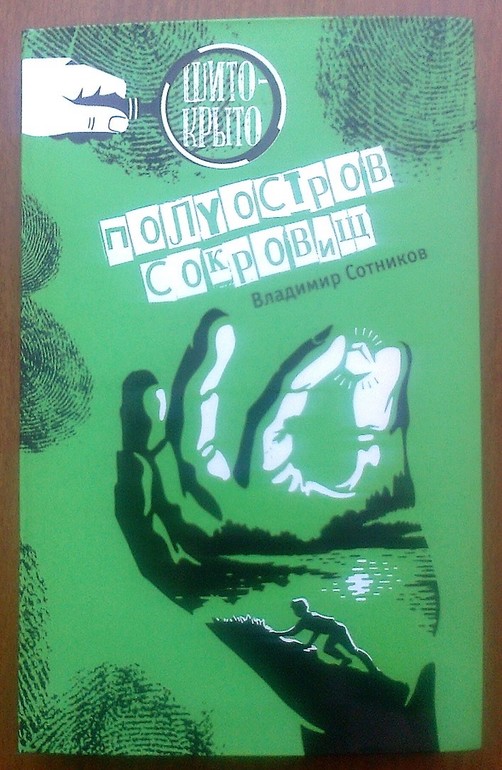 ШИТО-
КРЫТО
ПОЛУОСТРОВ
СОКРОВИЩ
Владимир Сотников